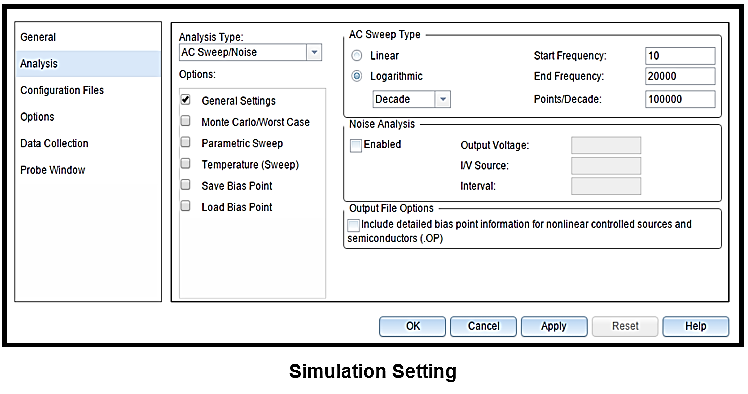 General
Analysis
Configuration Files
Options
Data Collection
Probe Window
Analysis Type:
AC Sweep/Noise
Options:
General Settings
Monte Carlo/Worst Case
Parametric Sweep
Temperature (Sweep)
Save Bias Point
Load Bias Point
AC Sweep Type
Linear
Logarithmic
Decade
Start Frequency: 10
End Frequency: 20000
Points/Decade: 100000
Noise Analysis
Enabled
Output Voltage:
I/V Source:
Interval:
Output File Options
Include detailed bias point information for nonlinear controlled sources and
semiconductors (.OP)
OK Cancel Apply Reset Help
Simulation Setting